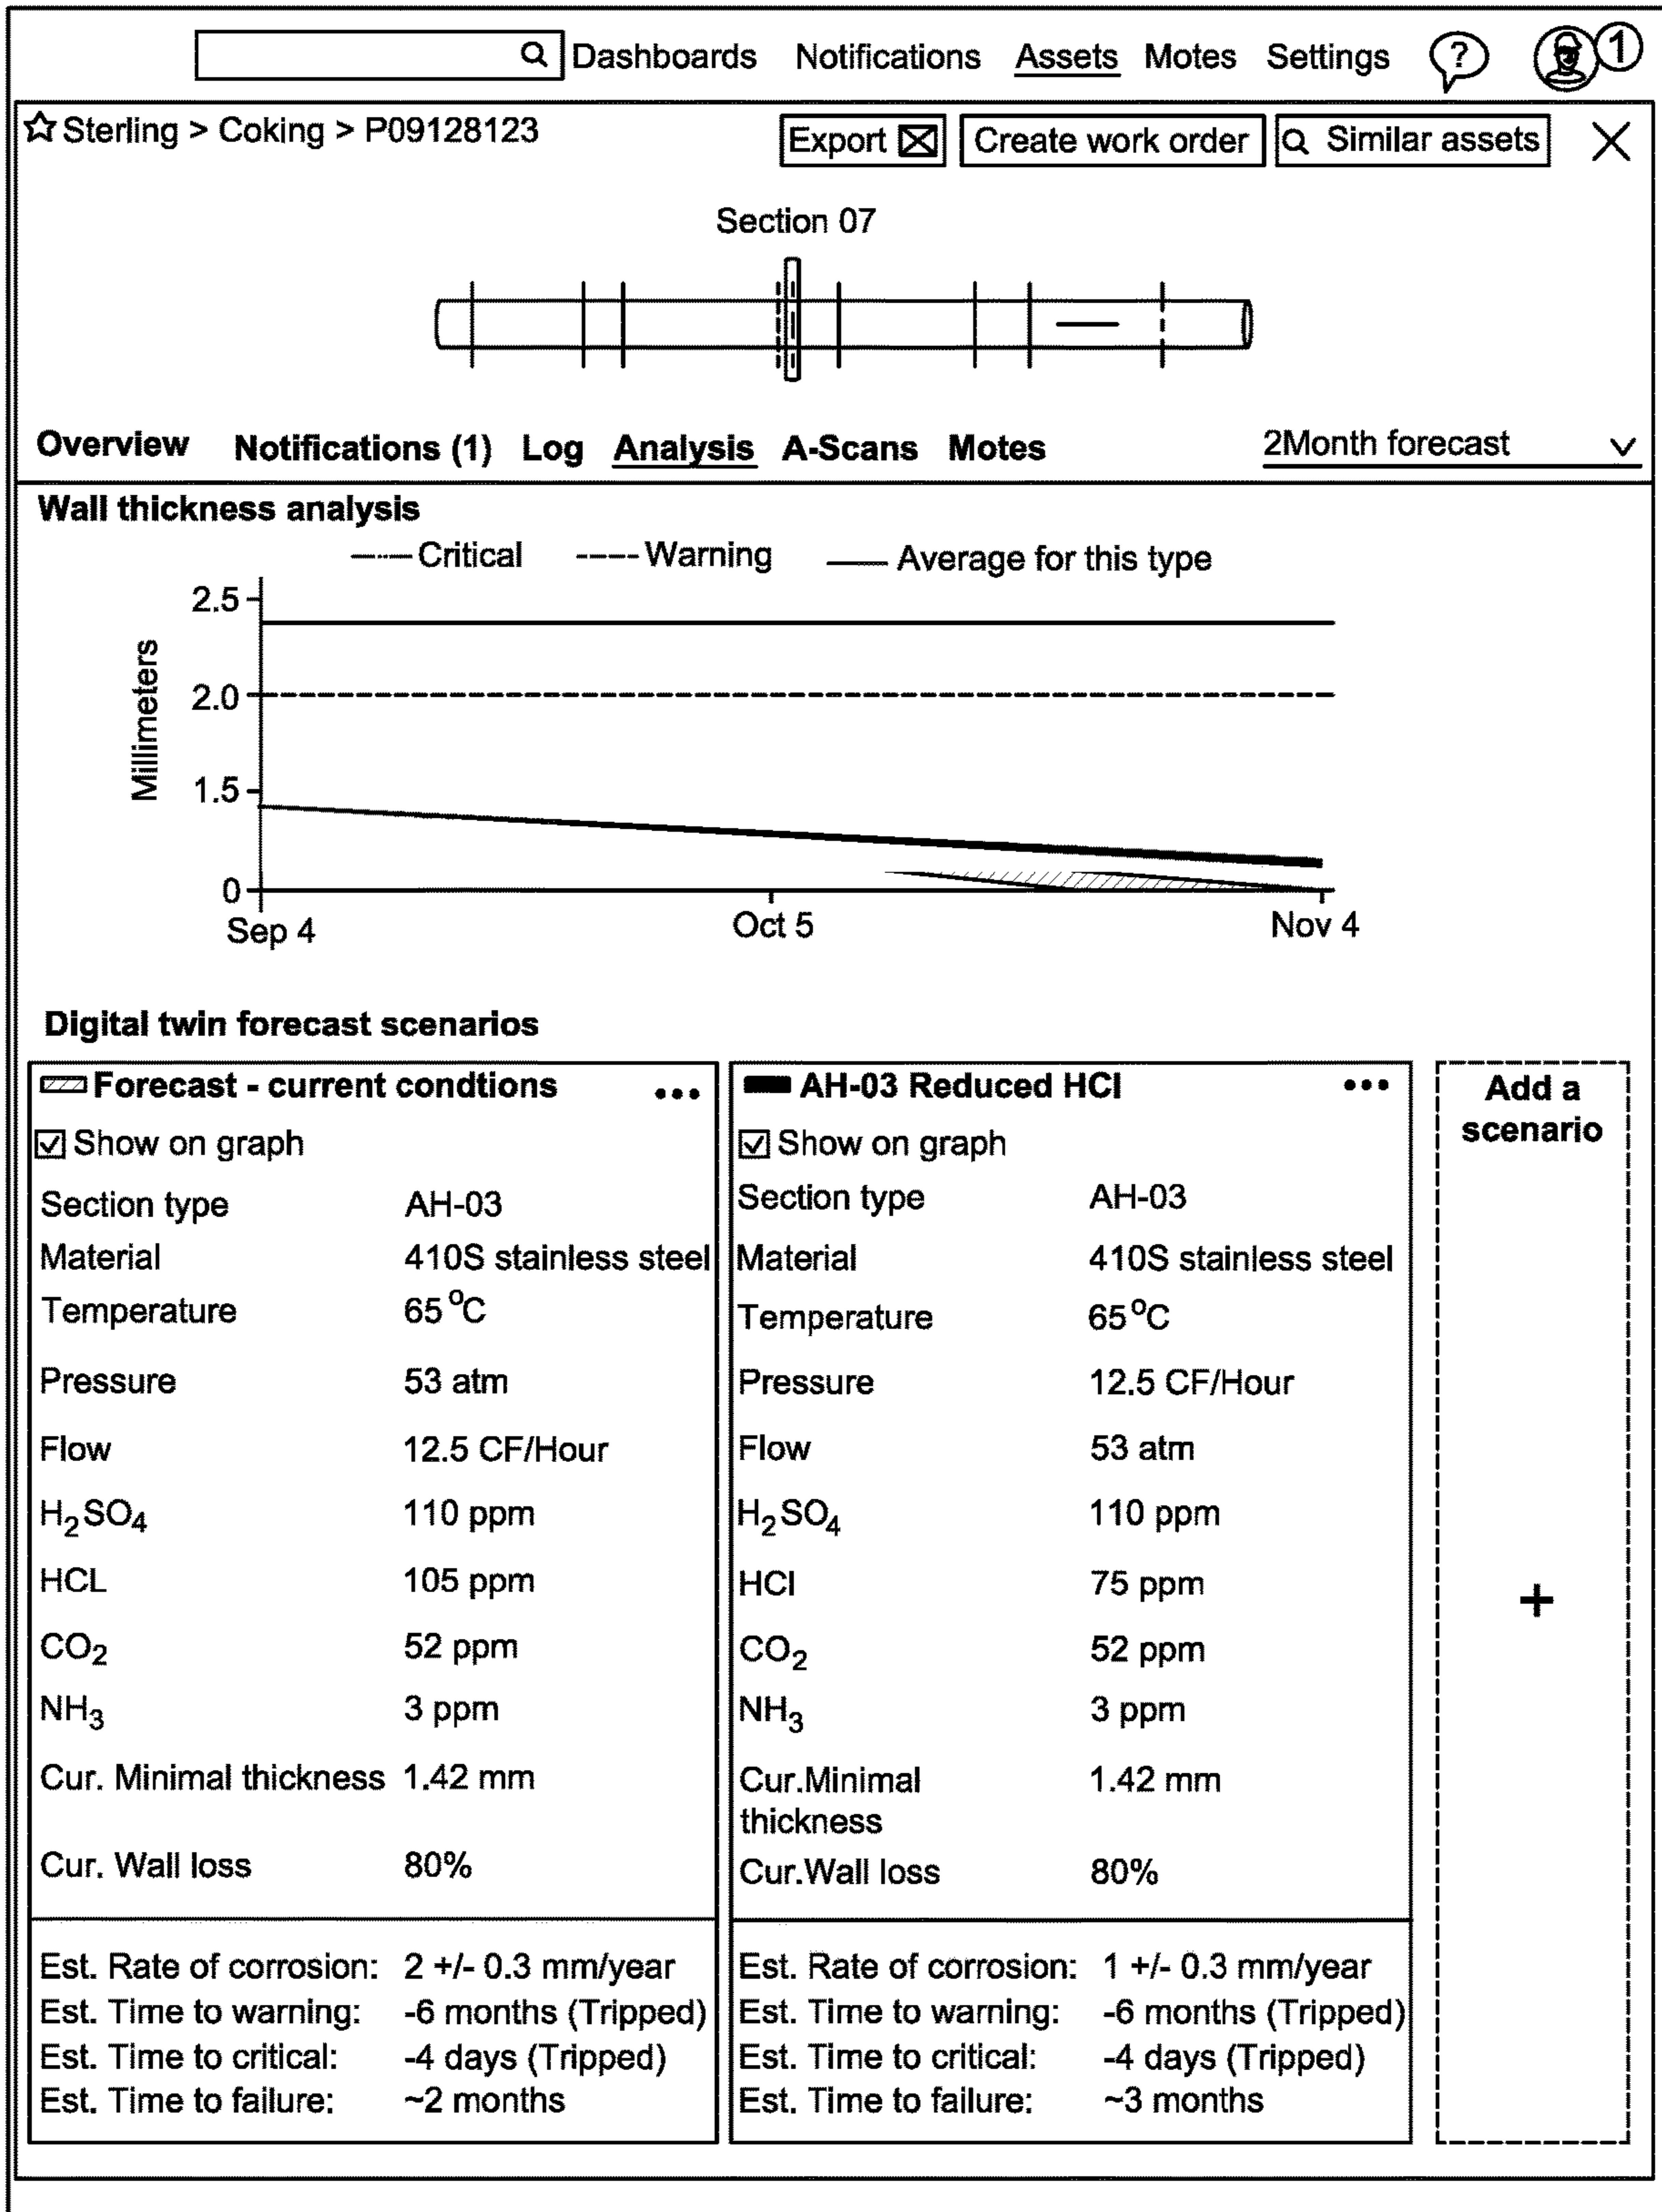 Dashboards Notifications Assets Motes Settings ? 1
Sterling > Coking > P09128123 Export Create work order Similar assets
Section 07
Overview Notifications (1) Log Analysis A-Scans Motes 2Month forecast
Wall thickness analysis
Critical Warning Average for this type
Millimeters
2.5
2.0
1.5
0
Sep 4 Oct 5 Nov 4
Digital twin forecast scenarios
Forecast - current condtions
Show on graph
Section type AH-03
Material 410S stainless steel
Temperature 65 °C
Pressure 53 atm
Flow 12.5 CF/Hour
H₂SO₄ 110 ppm
HCL 105 ppm
CO₂ 52 ppm
NH₃ 3 ppm
Cur. Minimal thickness 1.42 mm
Cur. Wall loss 80%
Est. Rate of corrosion: 2 +/- 0.3 mm/year
Est. Time to warning: -6 months (Tripped)
Est. Time to critical: -4 days (Tripped)
Est. Time to failure: ~2 months
AH-03 Reduced HCl
Show on graph
Section type AH-03
Material 410S stainless steel
Temperature 65°C
Pressure 12.5 CF/Hour
Flow 53 atm
H₂SO₄ 110 ppm
HCl 75 ppm
CO₂ 52 ppm
NH₃ 3 ppm
Cur.Minimal 1.42 mm
thickness
Cur.Wall loss 80%
Est. Rate of corrosion: 1 +/- 0.3 mm/year
Est. Time to warning: -6 months (Tripped)
Est. Time to critical: -4 days (Tripped)
Est. Time to failure: ~3 months
Add a
scenario
+